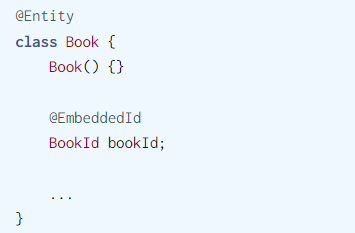 @Entity
class Book {
    Book() {}
    @EmbeddedId
    BookId bookId;
    ...
}